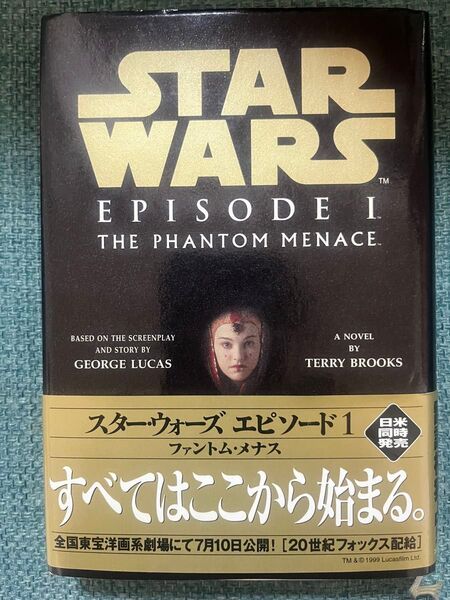 STAR
WARS™
EPISODE I™
THE PHANTOM MENACE™
BASED ON THE SCREENPLAY
AND STORY BY
GEORGE LUCAS
A NOVEL
BY
TERRY BROOKS
スター・ウォーズ エピソード1
ファントム・メナス
日米
同時
発売
すべてはここから始まる。
全国東宝洋画系劇場にて7月10日公開! [20世紀フォックス配給]
TM & © 1999 Lucasfilm Ltd.